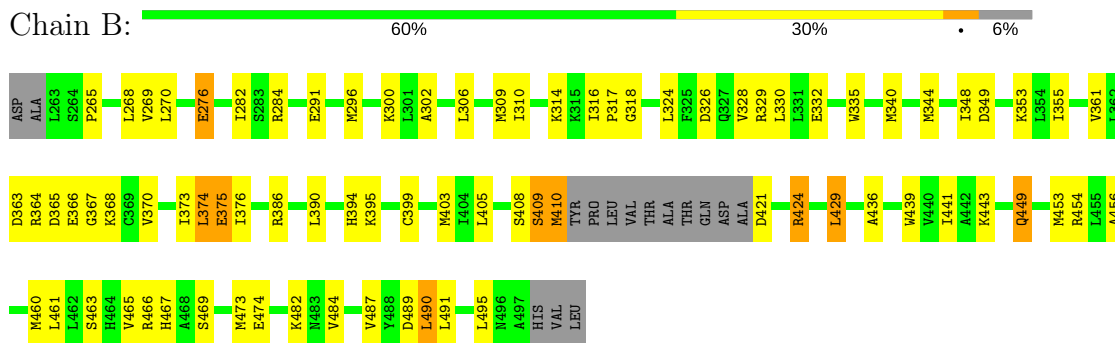 Chain B:
60% 30% • 6%
ASP ALA L263 S264 P265 L268 V269 L270 E276 I282 S283 R284 E291 M296 K300 L301 A302 L306 M309 I310 K314 K315 I316 P317 G318 L324 F325 D326 Q327 V328 R329 L330 L331 E332 W335 M340 M344 I348 D349 K353 L354 I355 V361 L362
D363 R364 D365 E366 G367 K368 C369 V370 I373 L374 E375 I376 R386 L390 H394 K395 C399 M403 I404 L405 S408 S409 M410 TYR PRO LEU VAL THR ALA THR GLN ASP ALA D421 R424 L429 A436 W439 V440 I441 A442 K443 Q449 M453 R454 L455 A456
M460 L461 L462 S463 H464 V465 R466 H467 A468 S469 M473 E474 K482 N483 V484 V487 Y488 D489 L490 L491 L495 N496 A497 HIS VAL LEU